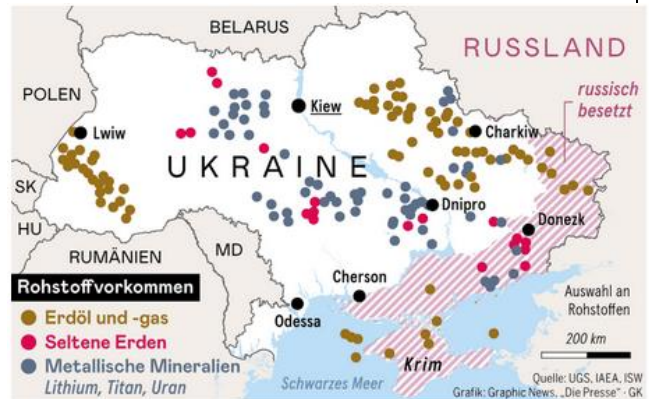 BELARUS
RUSSLAND
POLEN
russisch
besetzt
Kiew
Lwiw
Charkiw
UKRAINE
SK
Dnipro
HU
Donezk
MD
RUMÄNIEN
Rohstoffvorkommen
Cherson
Erdöl und -gas
Odessa
Auswahl an
Rohstoffen
Seltene Erden
200 km
Metallische Mineralien
Krim
Lithium, Titan, Uran
Schwarzes Meer
Quelle: UGS, IAEA, ISW
Grafik: Graphic News, „Die Presse“ · GK